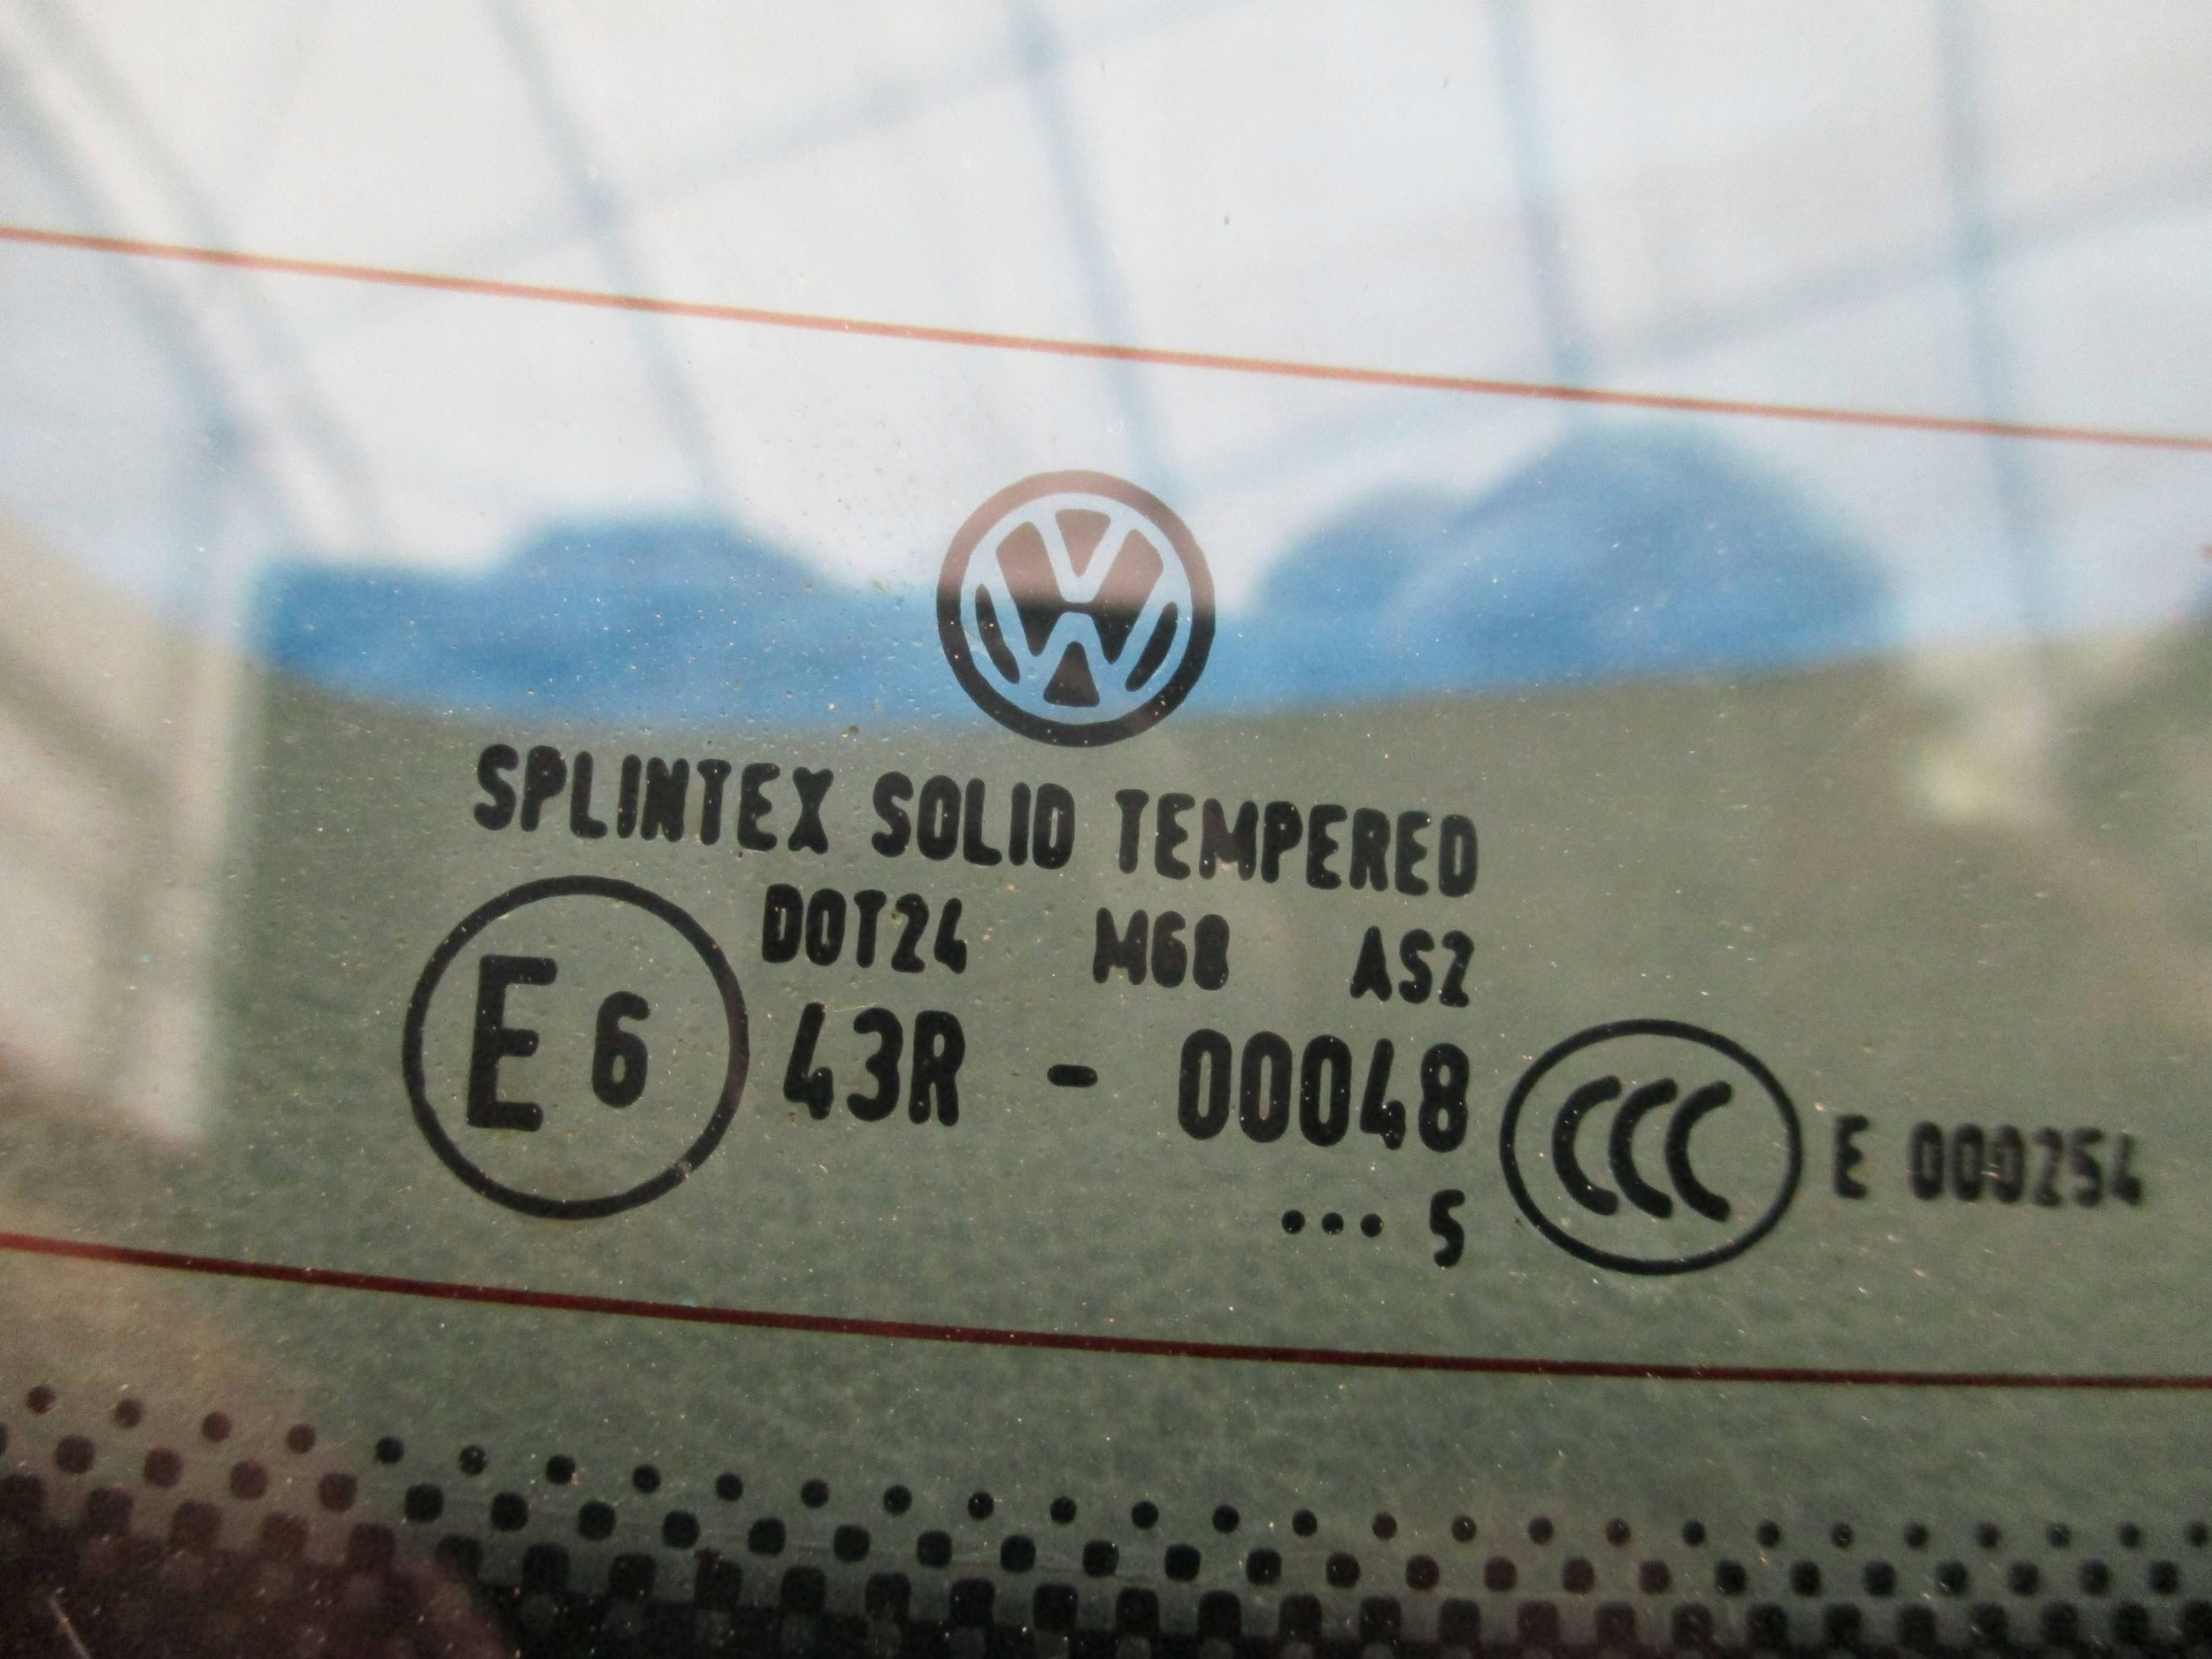 SPLINTEX SOLID TEMPERED
DOT24 M68 AS2
E 6 43R - 00048
CCC E 000254
... 5